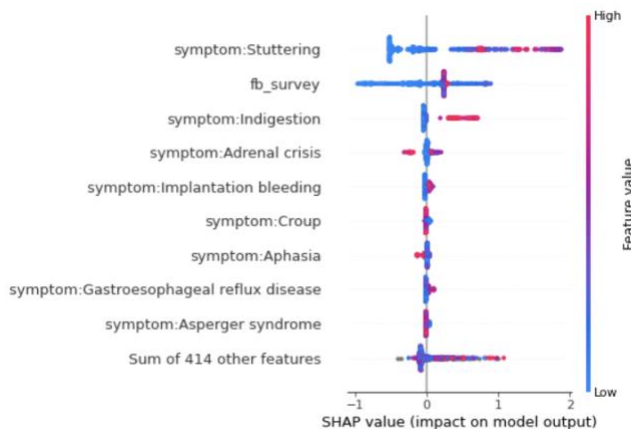 High
symptom:Stuttering
fb_survey
symptom:Indigestion
symptom:Adrenal crisis
symptom:Implantation bleeding
symptom:Croup
symptom:Aphasia
symptom:Gastroesophageal reflux disease
symptom:Asperger syndrome
Sum of 414 other features
Feature value
Low
−1 0 1 2
SHAP value (impact on model output)